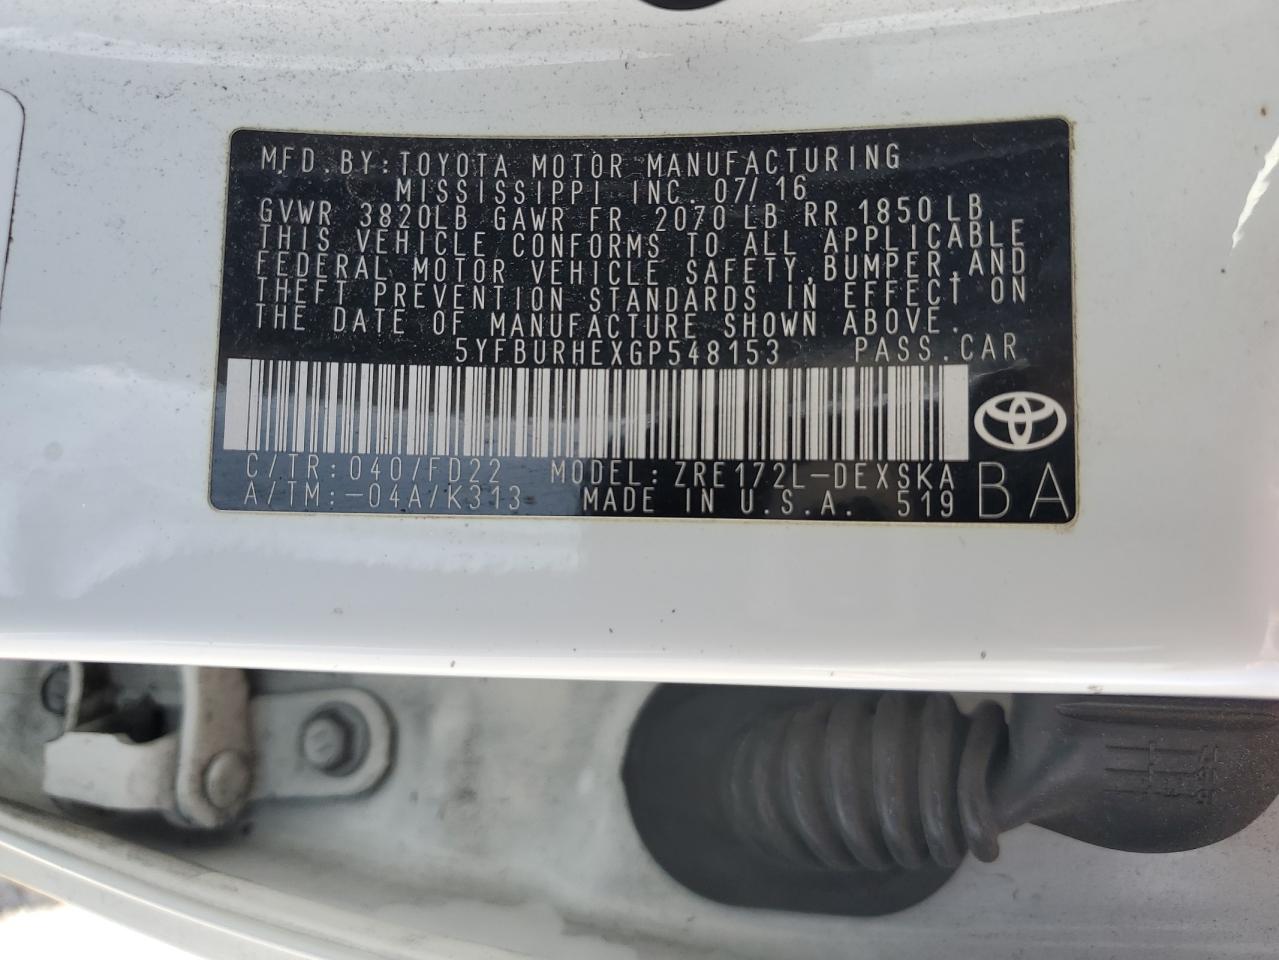 MFD. BY: TOYOTA MOTOR MANUFACTURING
MISSISSIPPI INC. 07/16
GVWR 3820LB GAWR FR 2070 LB RR 1850 LB
THIS VEHICLE CONFORMS TO ALL APPLICABLE
FEDERAL MOTOR VEHICLE SAFETY, BUMPER, AND
THEFT PREVENTION STANDARDS IN EFFECT ON
THE DATE OF MANUFACTURE SHOWN ABOVE.
5YFBURHEXGP548153 PASS. CAR
C/TR: 040/FD22 MODEL: ZRE172L-DEXSKA
A/TM: -04A/K313 MADE IN U.S.A. 519
BA